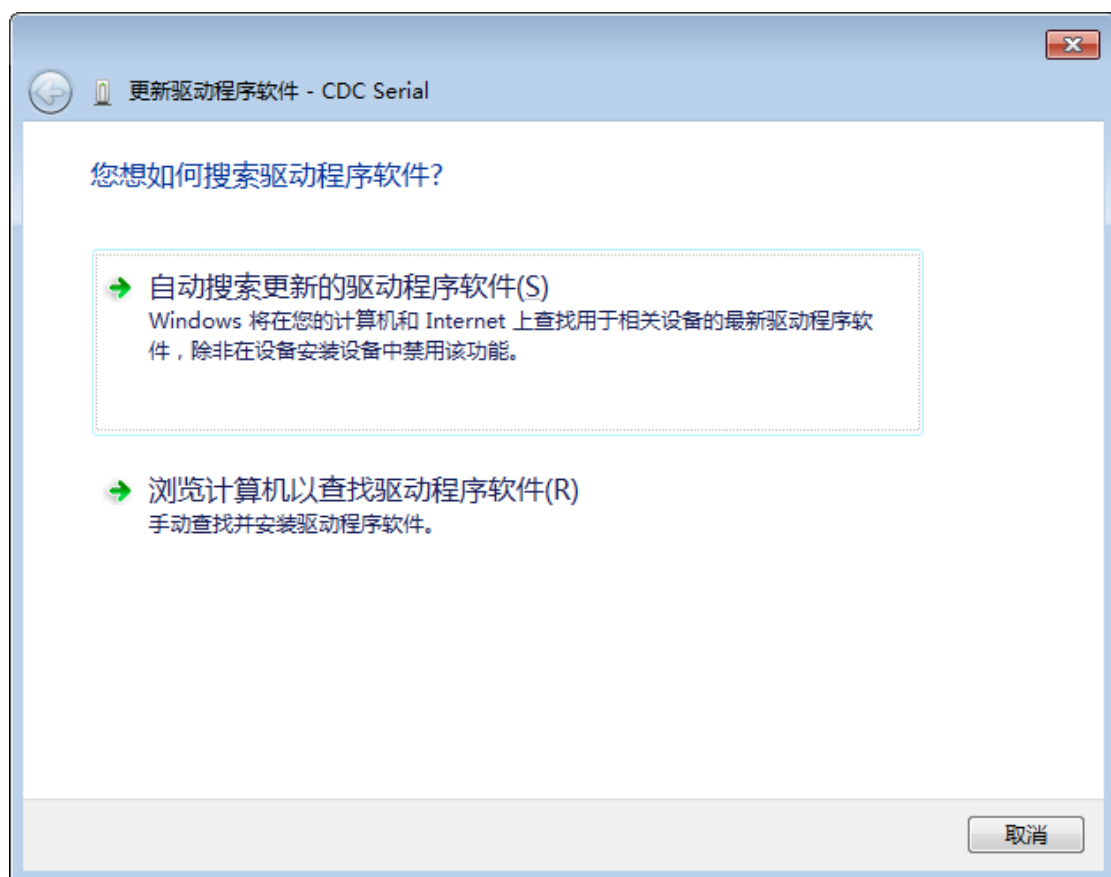 更新驱动程序软件 - CDC Serial
您想如何搜索驱动程序软件?
自动搜索更新的驱动程序软件(S)
Windows 将在您的计算机和 Internet 上查找用于相关设备的最新驱动程序软
件，除非在设备安装设备中禁用该功能。
浏览计算机以查找驱动程序软件(R)
手动查找并安装驱动程序软件。
取消